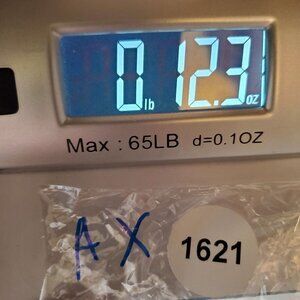 0 lb 12.3 oz
Max : 65LB d=0.1OZ
AX 1621